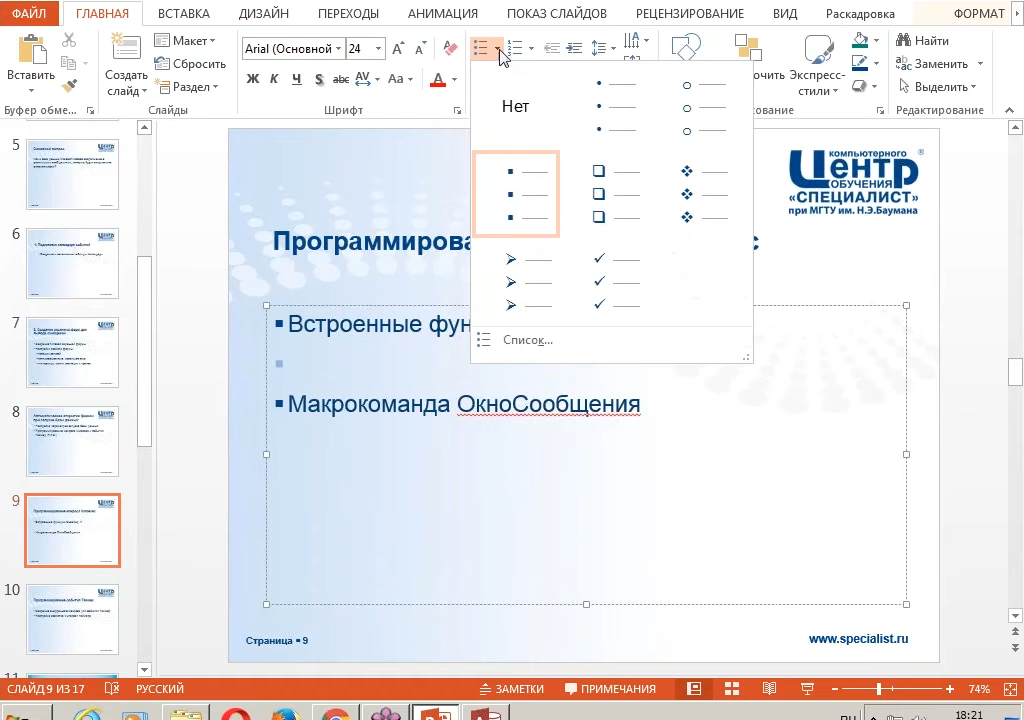 ФАЙЛ ГЛАВНАЯ ВСТАВКА ДИЗАЙН ПЕРЕХОДЫ АНИМАЦИЯ ПОКАЗ СЛАЙДОВ РЕЦЕНЗИРОВАНИЕ ВИД Раскадровка ФОРМАТ
Вставить
Создать
слайд
Макет
Сбросить
Раздел
Arial (Основной 24
Ж К Ч S abc AV Aa A
Экспресс-
стили
Найти
Заменить
Выделить
Буфер обме... Слайды Шрифт Редактирование
Нет
Список...
5
6
7
8
9
10
11
компьютерного
Центр
ОБУЧЕНИЯ
«СПЕЦИАЛИСТ»
при МГТУ им. Н.Э.Баумана
Программирова
с
Встроенные фун
Макрокоманда ОкноСообщения
Страница ▪ 9
www.specialist.ru
СЛАЙД 9 ИЗ 17 РУССКИЙ ЗАМЕТКИ ПРИМЕЧАНИЯ 74%
18:21